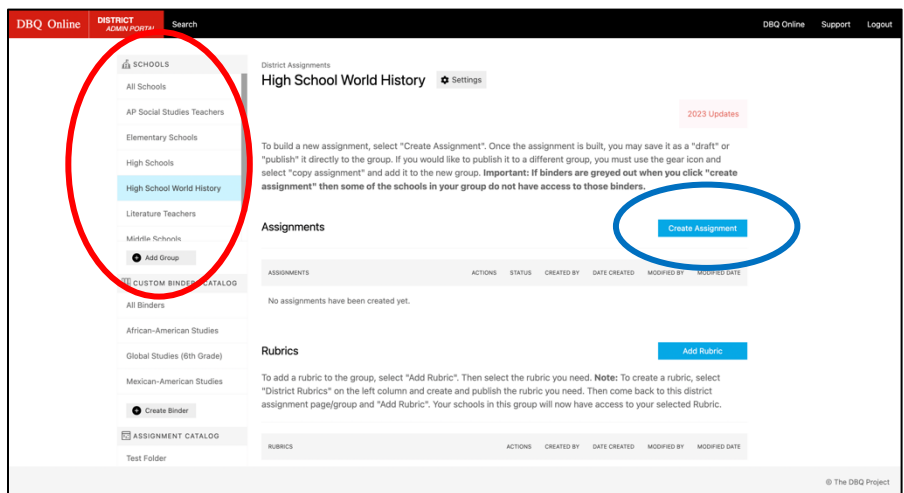 DBQ Online DISTRICT ADMIN PORTAL Search DBQ Online Support Logout
SCHOOLS
All Schools
AP Social Studies Teachers
Elementary Schools
High Schools
High School World History
Literature Teachers
Middle Schools
Add Group
CUSTOM BINDERS CATALOG
All Binders
African-American Studies
Global Studies (6th Grade)
Mexican-American Studies
Create Binder
ASSIGNMENT CATALOG
Test Folder
District Assignments
High School World History Settings
2023 Updates
To build a new assignment, select "Create Assignment". Once the assignment is built, you may save it as a "draft" or
"publish" it directly to the group. If you would like to publish it to a different group, you must use the gear icon and
select "copy assignment" and add it to the new group. Important: If binders are greyed out when you click "create
assignment" then some of the schools in your group do not have access to those binders.
Assignments Create Assignment
ASSIGNMENTS ACTIONS STATUS CREATED BY DATE CREATED MODIFIED BY MODIFIED DATE
No assignments have been created yet.
Rubrics Add Rubric
To add a rubric to the group, select "Add Rubric". Then select the rubric you need. Note: To create a rubric, select
"District Rubrics" on the left column and create and publish the rubric you need. Then come back to this district
assignment page/group and "Add Rubric". Your schools in this group will now have access to your selected Rubric.
RUBRICS ACTIONS CREATED BY DATE CREATED MODIFIED BY MODIFIED DATE
© The DBQ Project